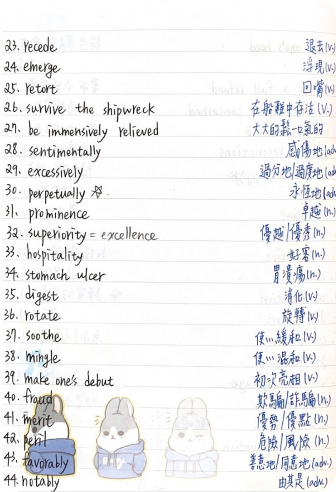 23. recede 退去(v.)
24. emerge 浮現(v.)
25. retort 回嘴(v.)
26. survive the shipwreck 在船難中存活(v.)
27. be immensely relieved 大大的鬆一口氣的
28. sentimentally 感傷地(adv.
29. excessively 過分地/過度地(adv.
30. perpetually 永恆地(adv.
31. prominence 卓越(n.)
32. superiority = excellence 優越/優秀(n.)
33. hospitality 好客(n.)
34. stomach ulcer 胃潰瘍(n.)
35. digest 消化(v.)
36. rotate 旋轉(v.)
37. soothe 使…緩和(v.)
38. mingle 使…混和(v.)
39. make one's debut 初次亮相(v.)
40. fraud 欺騙/詐騙(n.)
41. merit 優勢/優點(n.)
42. peril 危險/風險(n.)
43. favorably 善意地/同意地(adv.
44. notably 尤其是(adv.)